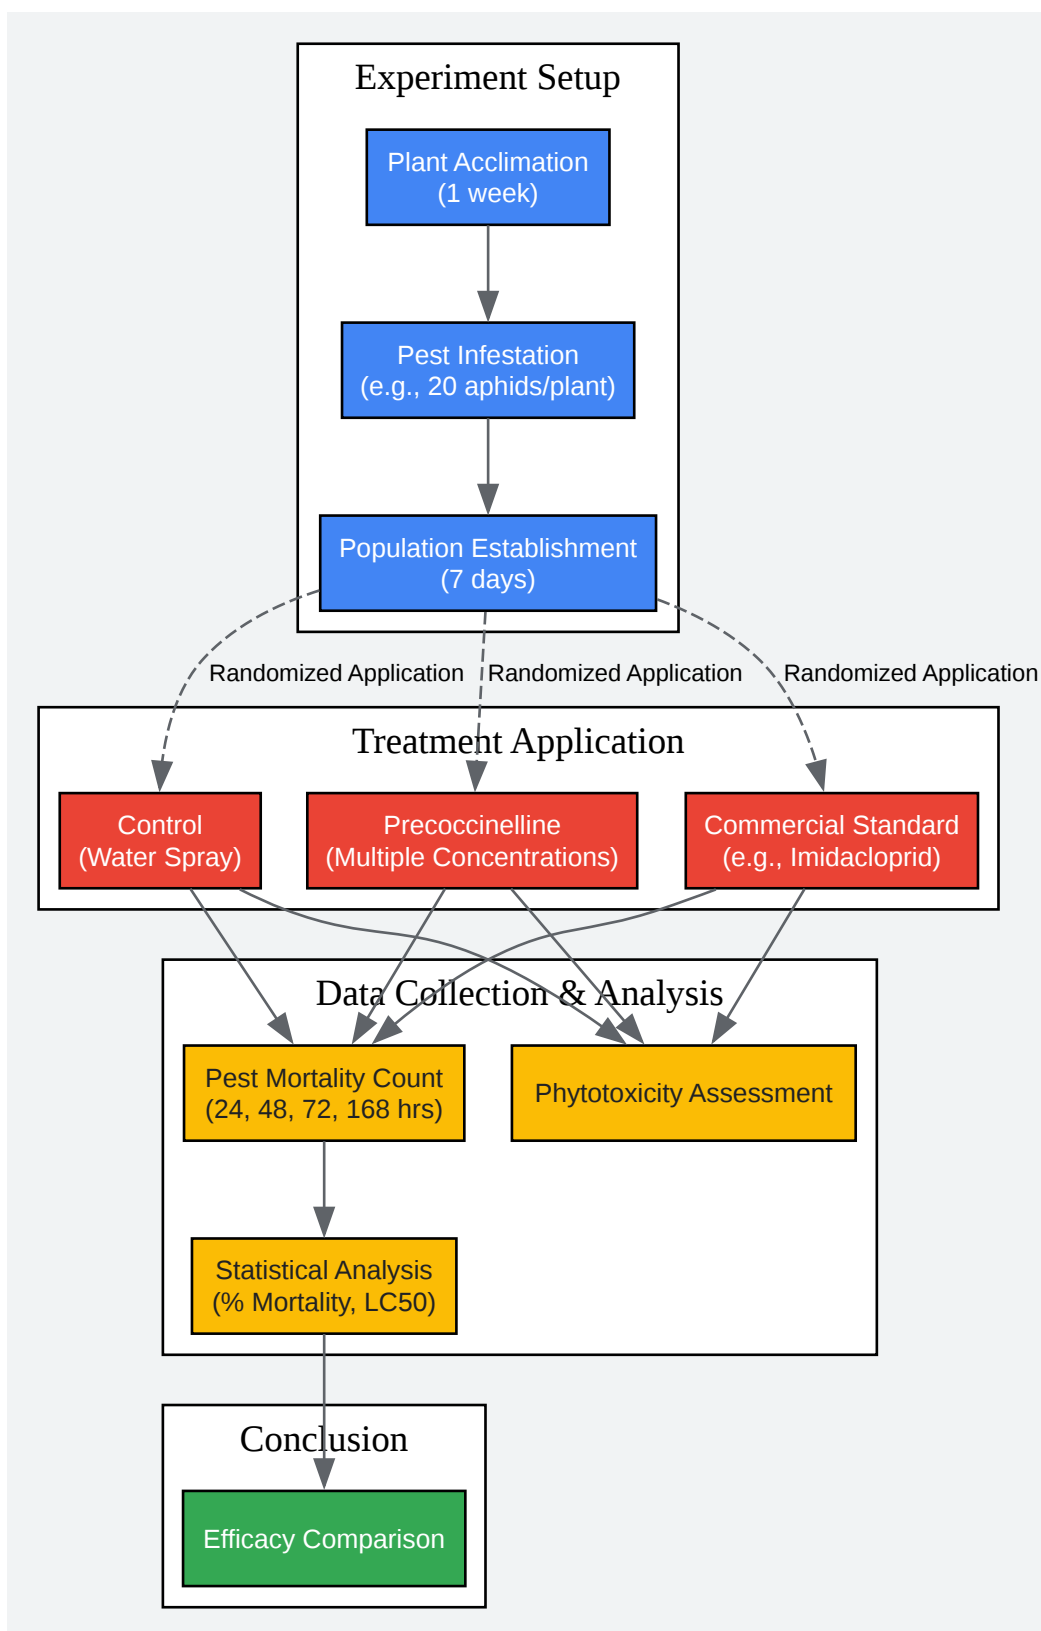 Experiment Setup
Plant Acclimation
(1 week)
Pest Infestation
(e.g., 20 aphids/plant)
Population Establishment
(7 days)
Randomized Application
Randomized Application
Randomized Application
Treatment Application
Control
(Water Spray)
Precoccinelline
(Multiple Concentrations)
Commercial Standard
(e.g., Imidacloprid)
Data Collection & Analysis
Pest Mortality Count
(24, 48, 72, 168 hrs)
Phytotoxicity Assessment
Statistical Analysis
(% Mortality, LC50)
Conclusion
Efficacy Comparison